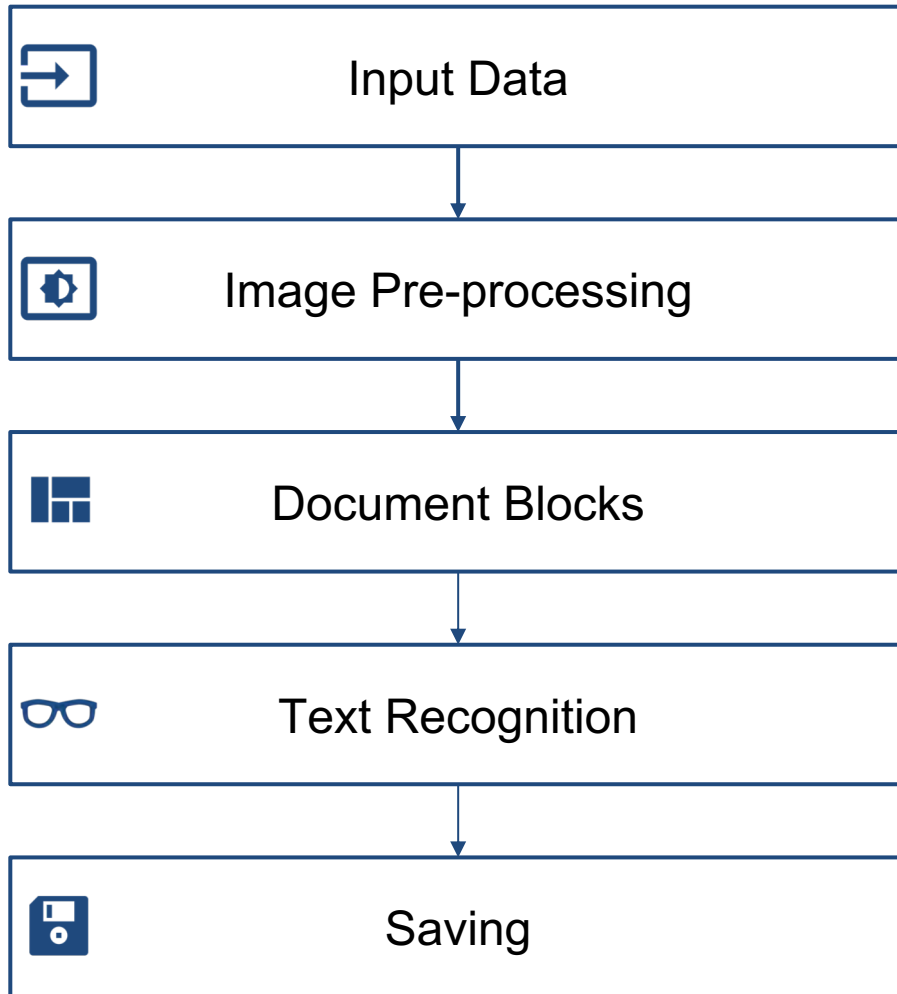 Input Data
Image Pre-processing
Document Blocks
Text Recognition
Saving